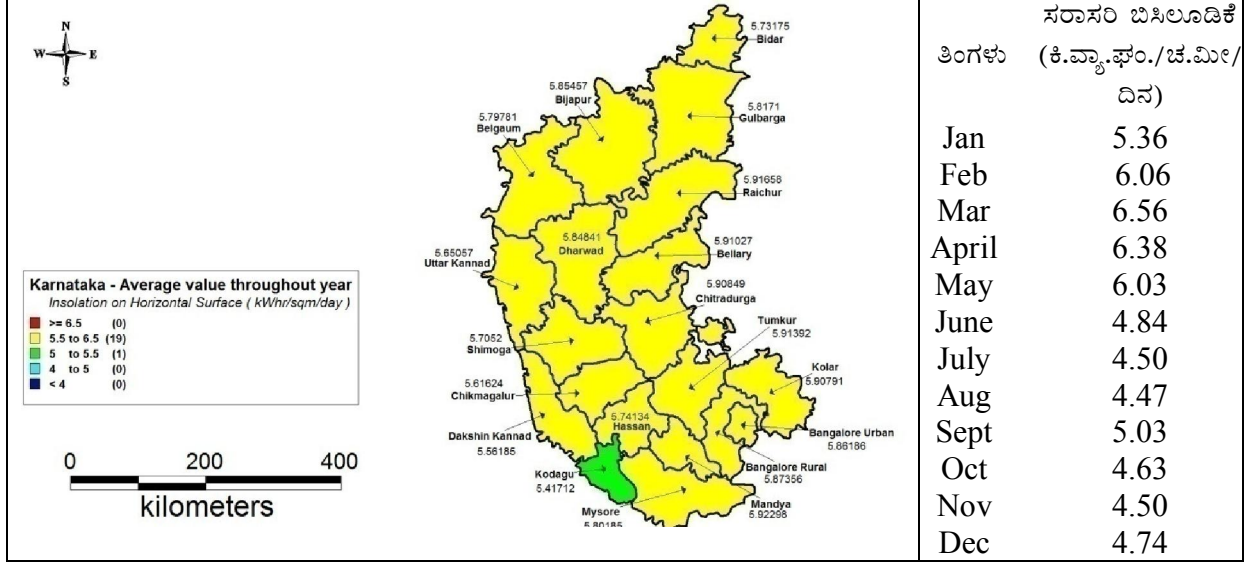 N
W E
S
5.73175
Bidar
5.85457
Bijapur
5.8171
Gulbarga
5.79781
Belgaum
5.91658
Raichur
5.84841
Dharwad
5.91027
Bellary
5.65057
Uttar Kannad
5.90849
Chitradurga
Tumkur
5.91392
5.7052
Shimoga
Kolar
5.90791
5.61624
Chikmagalur
5.74134
Hassan
Dakshin Kannad
5.56185
Bangalore Urban
5.86186
Bangalore Rural
5.87356
Kodagu
5.41712
Mandya
5.92298
Mysore
5.80185
Karnataka - Average value throughout year
Insolation on Horizontal Surface ( kWhr/sqm/day )
>= 6.5 (0)
5.5 to 6.5 (19)
5 to 5.5 (1)
4 to 5 (0)
< 4 (0)
0 200 400
kilometers
ತಿಂಗಳು
ಸರಾಸರಿ ಬಿಸಿಲೂಡಿಕೆ
(ಕಿ.ವ್ಯಾ.ಘಂ./ಚ.ಮೀ/
ದಿನ)
Jan 5.36
Feb 6.06
Mar 6.56
April 6.38
May 6.03
June 4.84
July 4.50
Aug 4.47
Sept 5.03
Oct 4.63
Nov 4.50
Dec 4.74